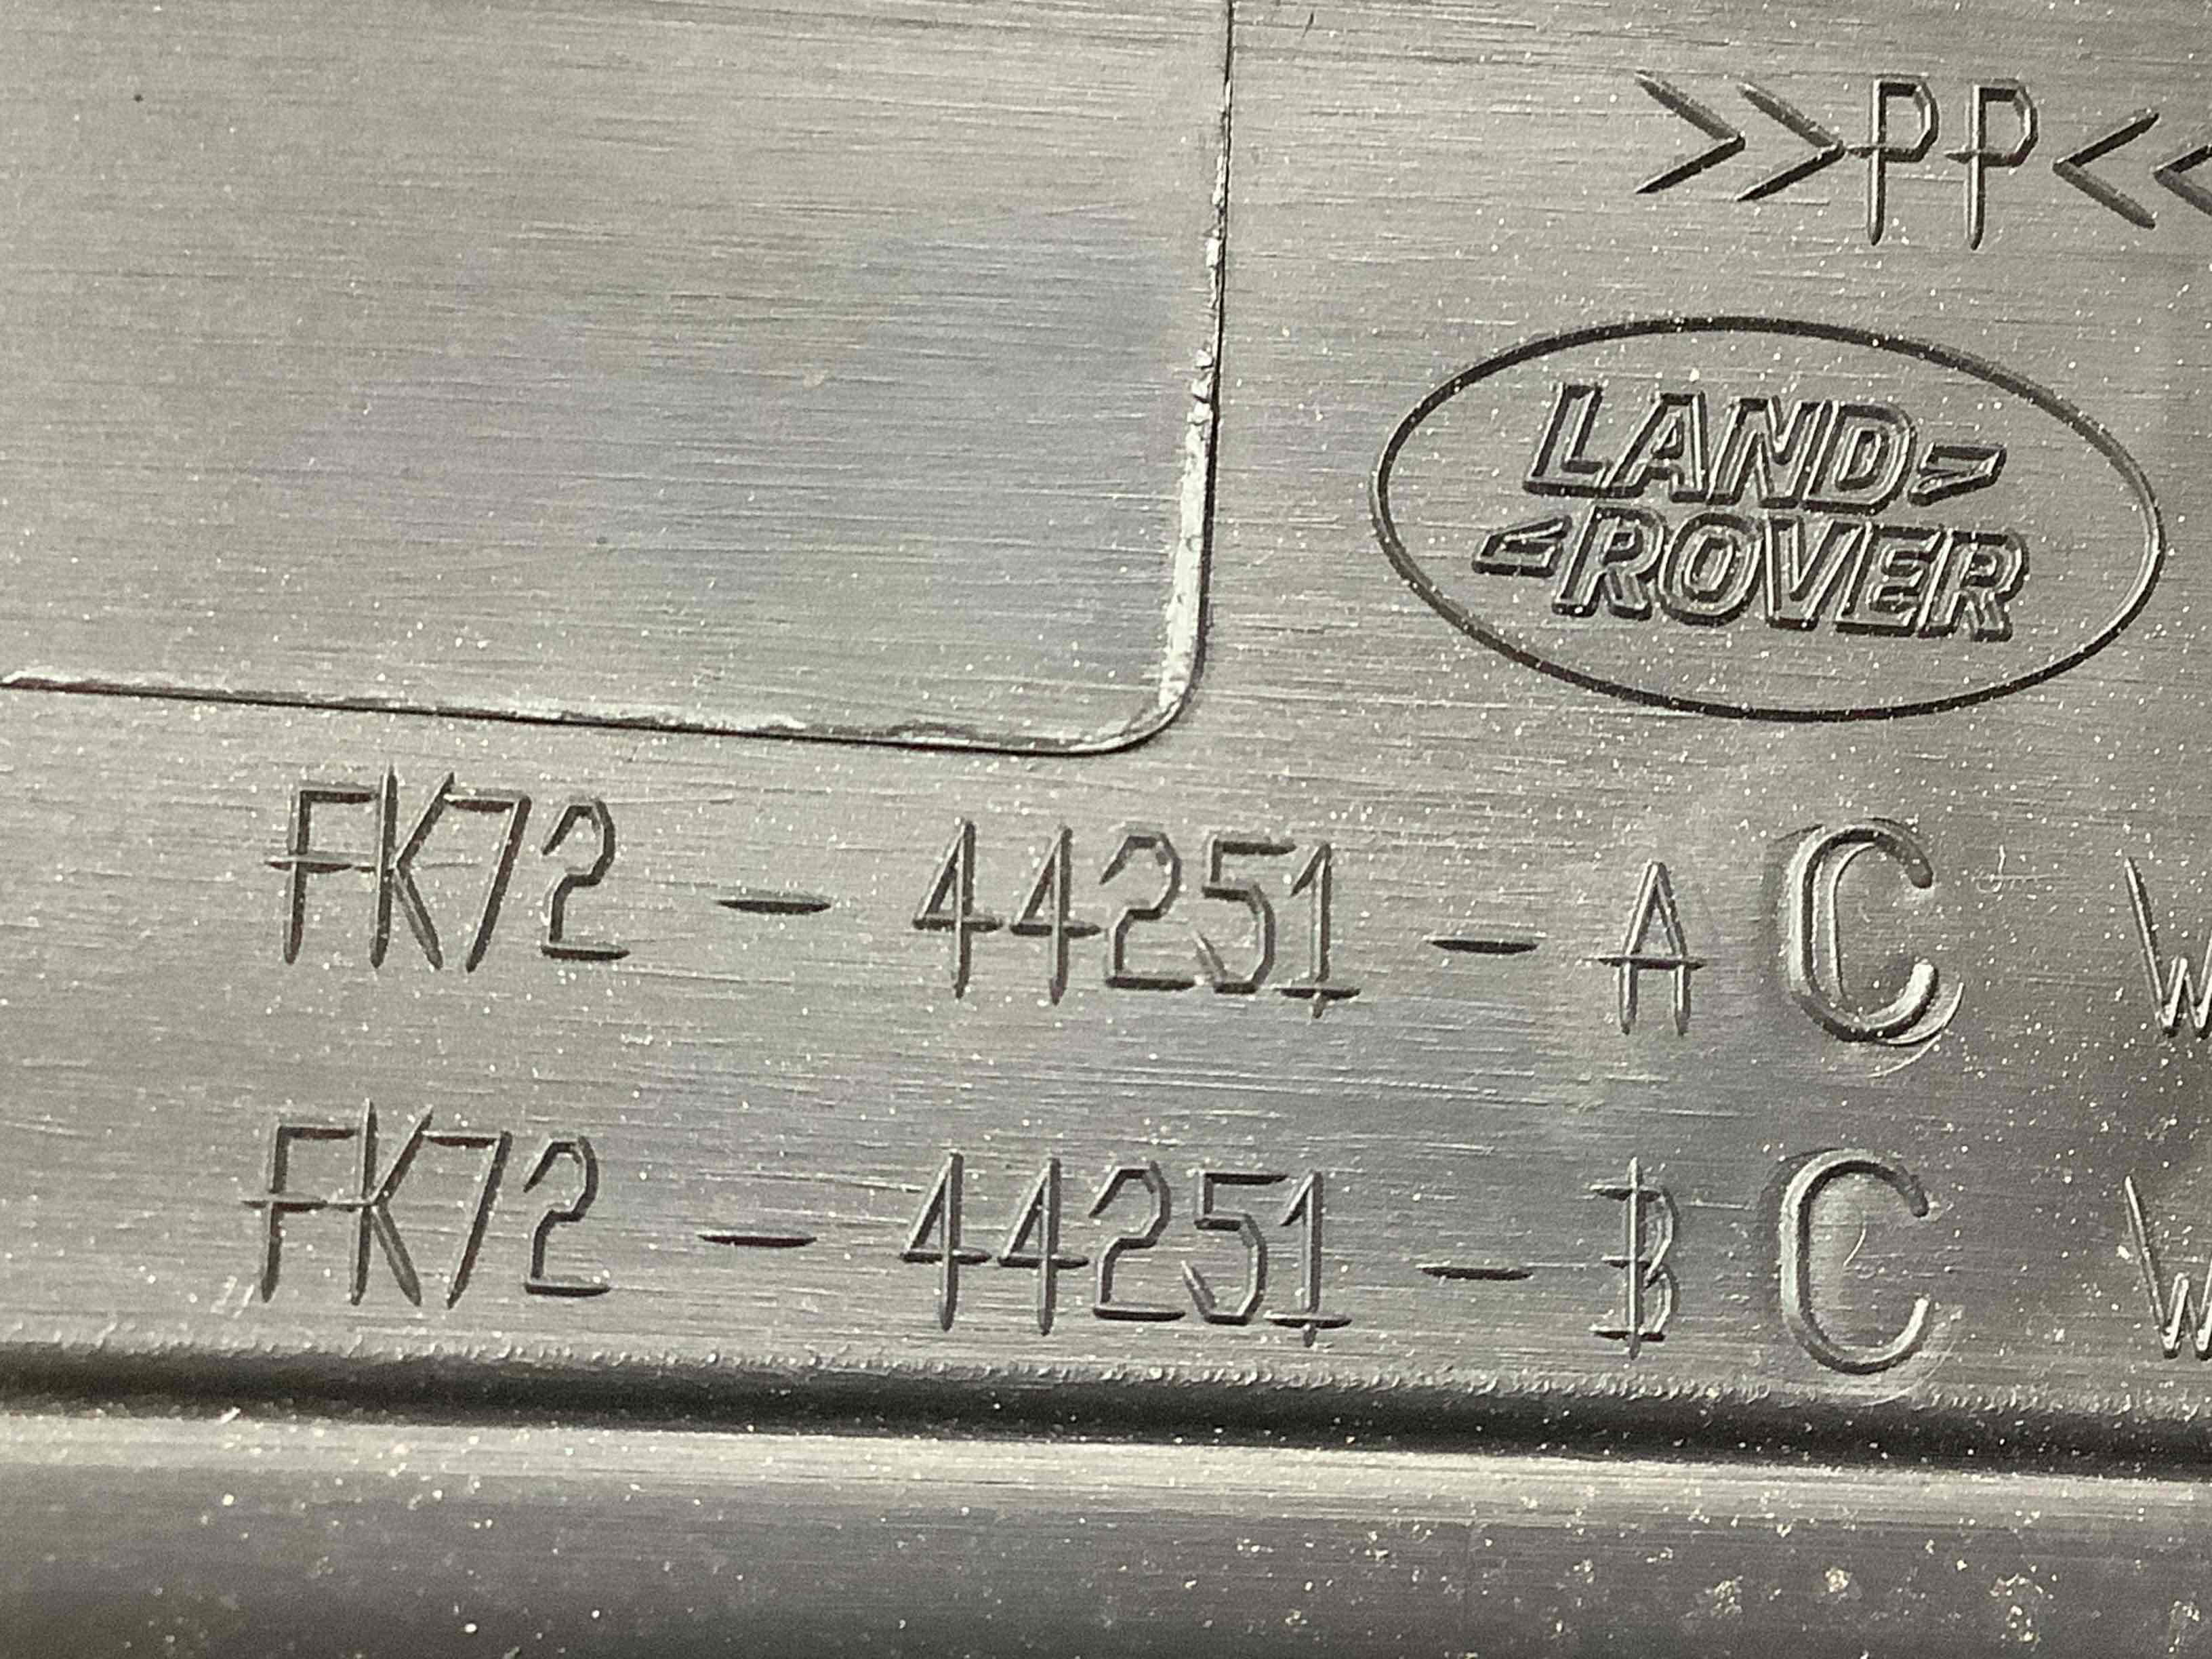 >>PP<<
LAND
ROVER
FK72 - 44251 - AC W
FK72 - 44251 - BC W